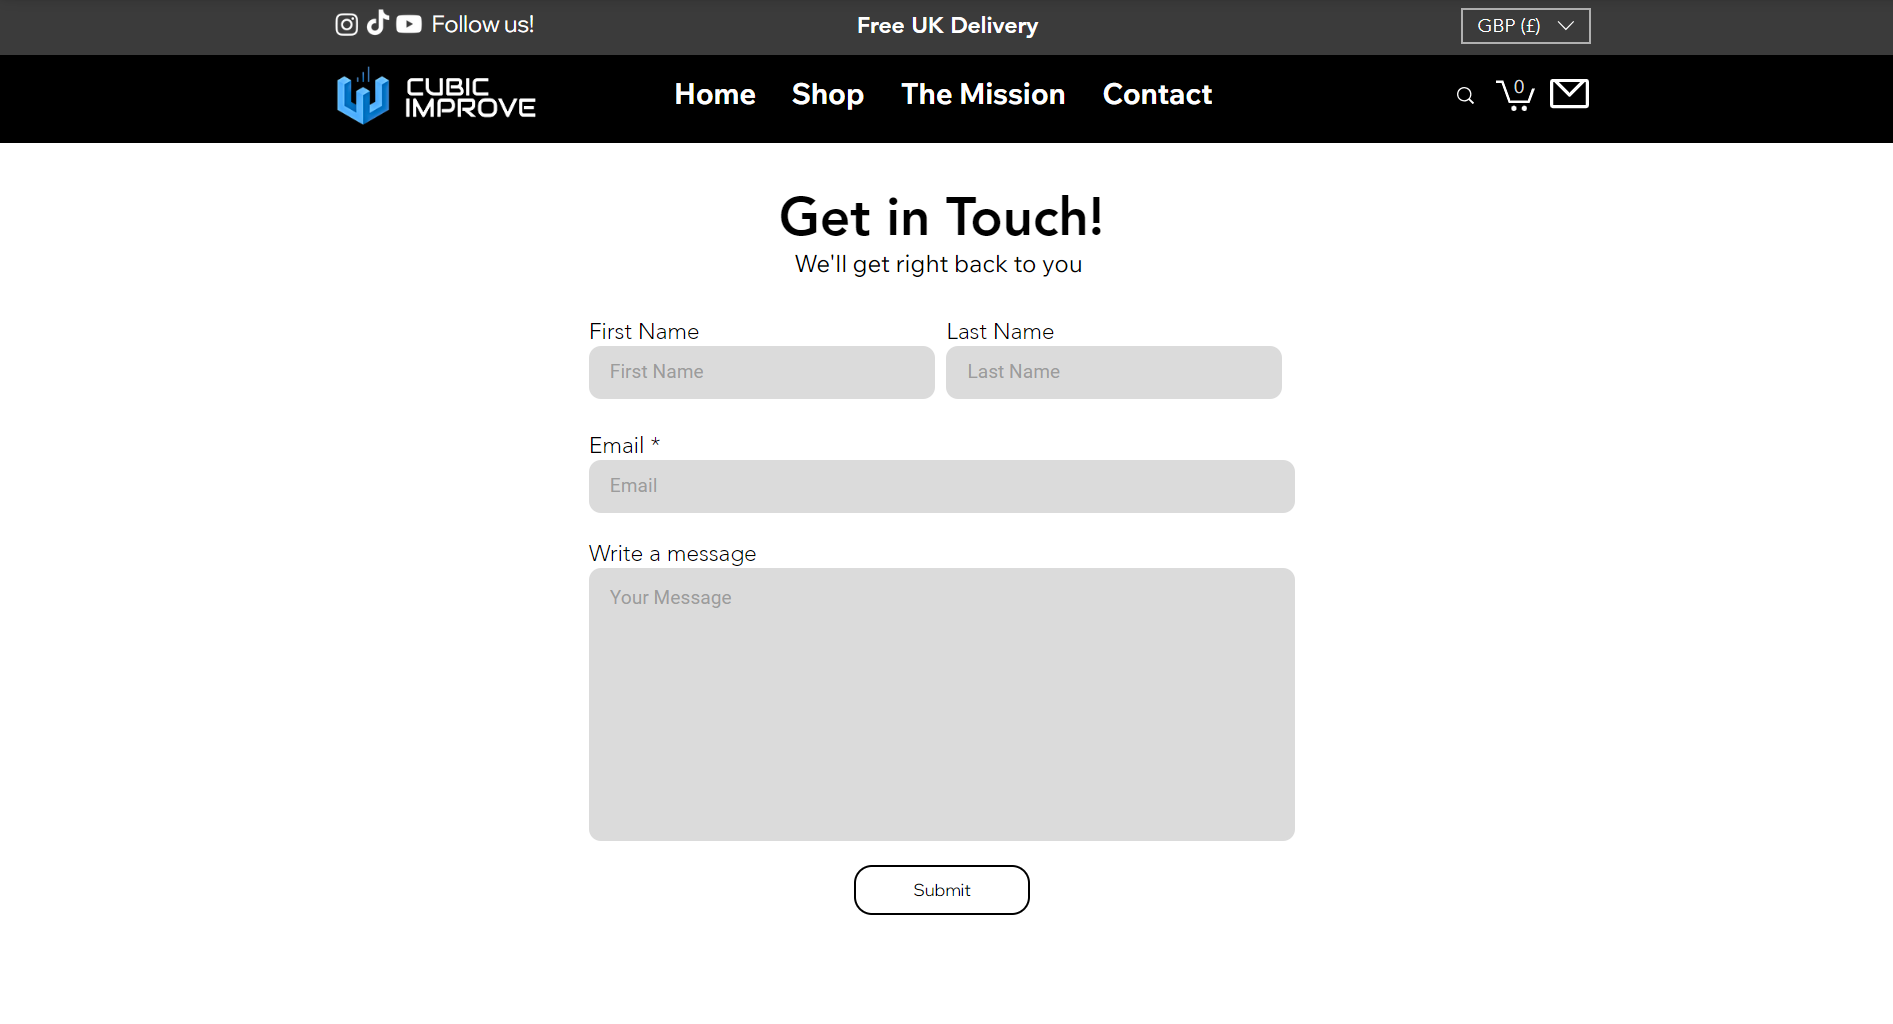 Follow us!
Free UK Delivery
GBP (£)
CUBIC
IMPROVE
Home
Shop
The Mission
Contact
0
Get in Touch!
We'll get right back to you
First Name
Last Name
First Name
Last Name
Email *
Email
Write a message
Your Message
Submit